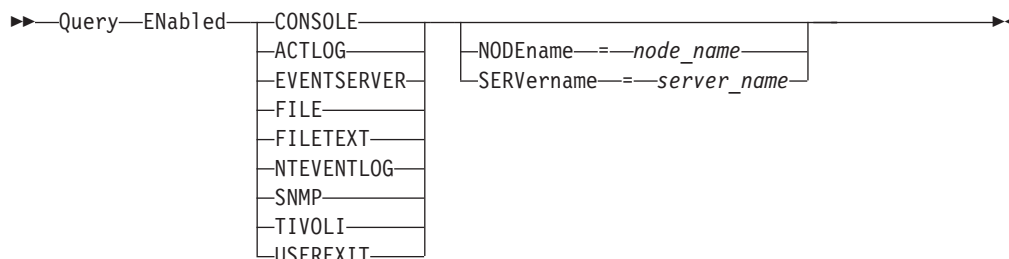 Query ENabled CONSOLE
ACTLOG NODEname = node_name
EVENTSERVER SERVername = server_name
FILE
FILETEXT
NTEVENTLOG
SNMP
TIVOLI
USEREXIT